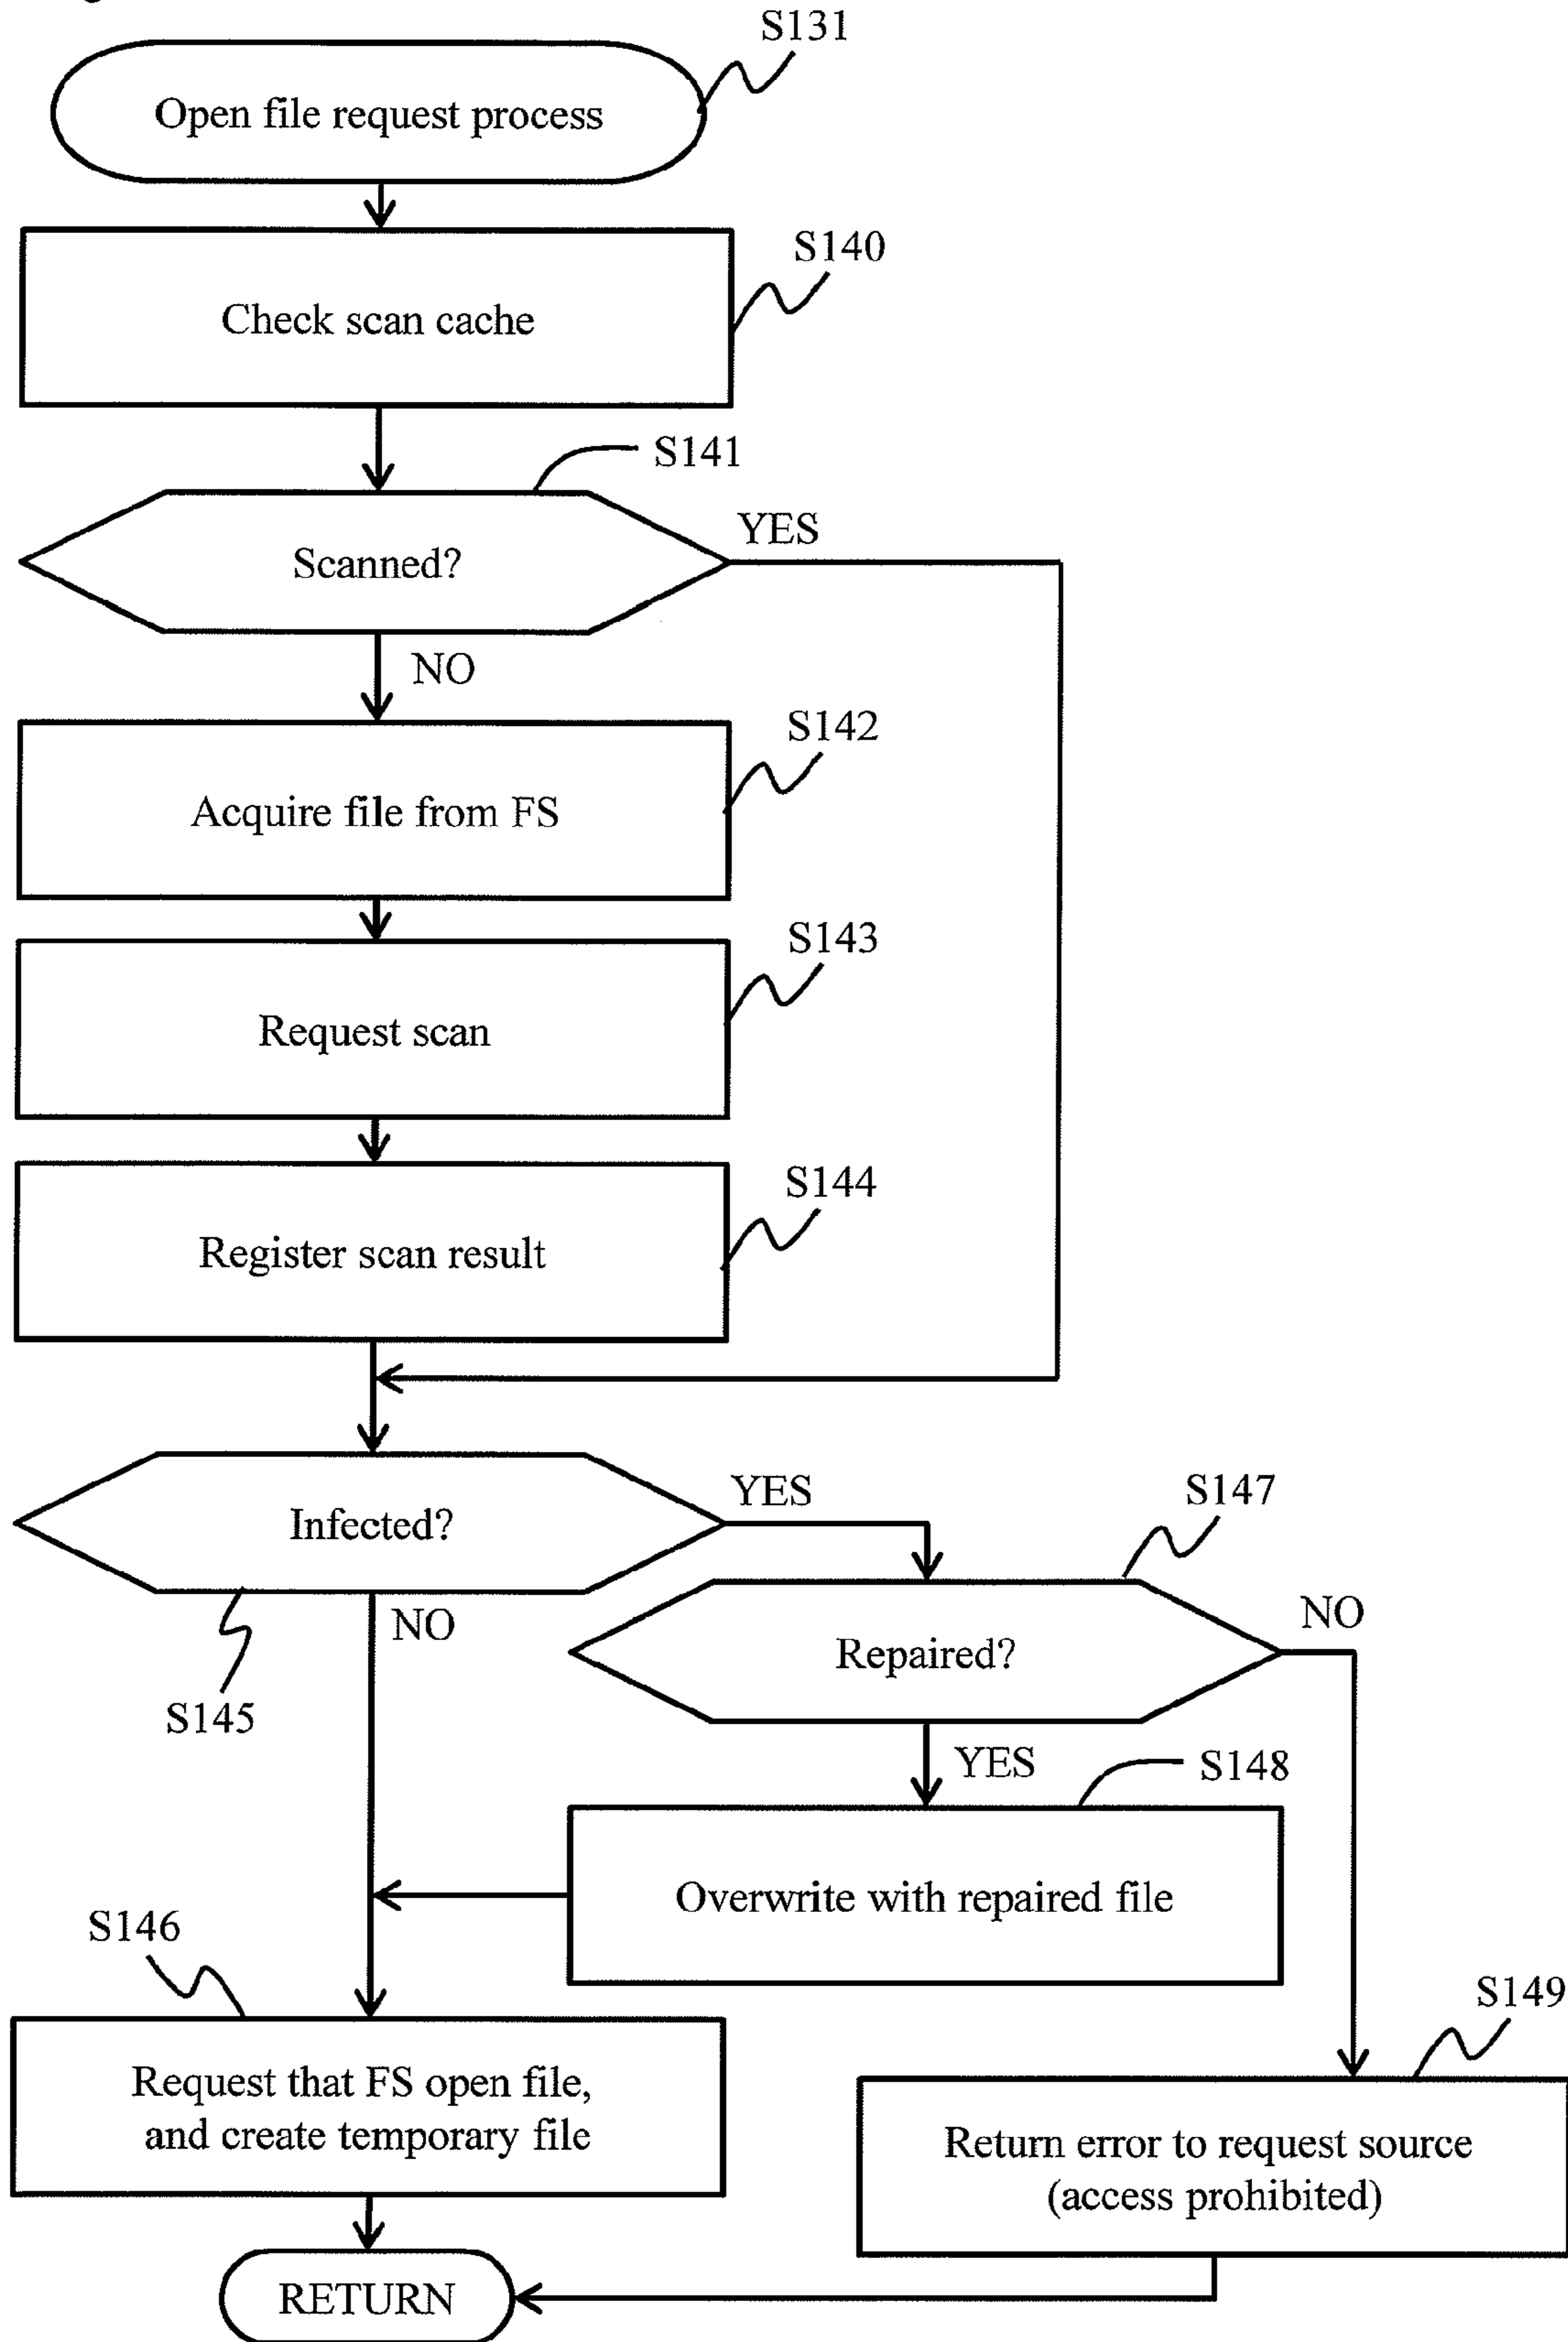 S131
Open file request process
S140
Check scan cache
S141
Scanned?
YES
NO
S142
Acquire file from FS
S143
Request scan
S144
Register scan result
Infected?
YES
S147
NO
S145
Repaired?
NO
YES
S148
Overwrite with repaired file
S146
Request that FS open file,
and create temporary file
S149
Return error to request source
(access prohibited)
RETURN